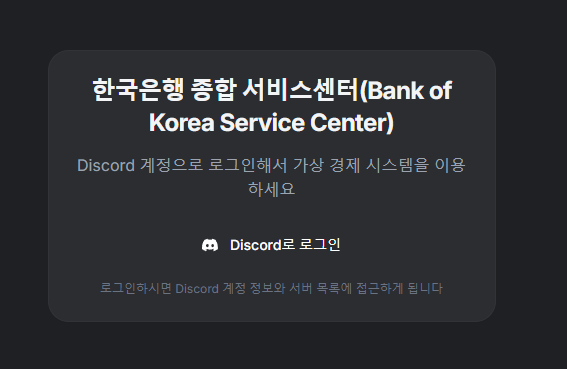 한국은행 종합 서비스센터(Bank of
Korea Service Center)
Discord 계정으로 로그인해서 가상 경제 시스템을 이용
하세요
Discord로 로그인
로그인하시면 Discord 계정 정보와 서버 목록에 접근하게 됩니다